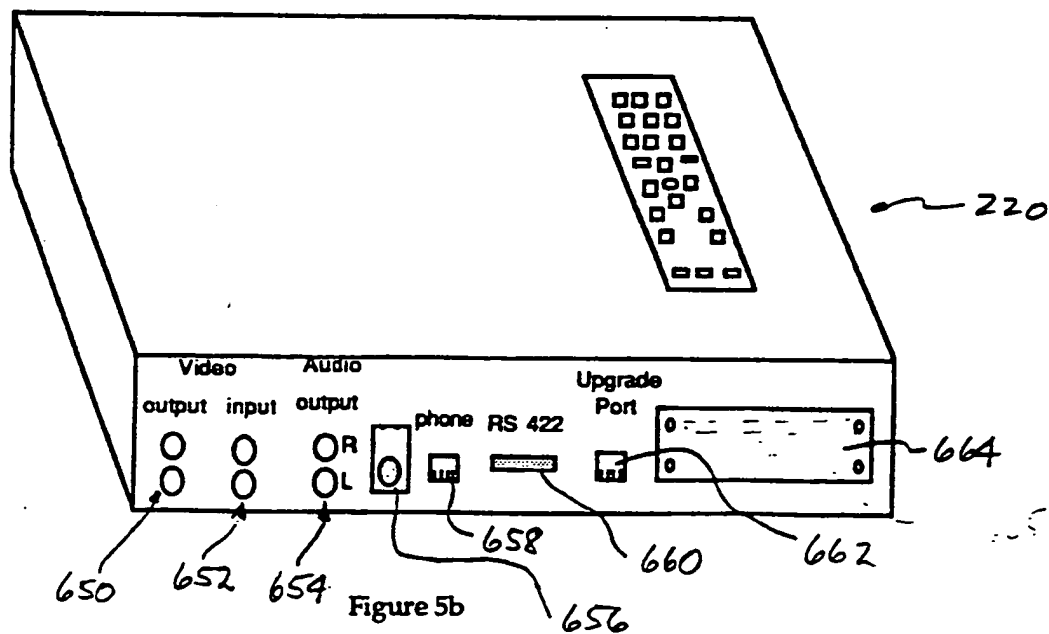 220
Video Audio
output input output
R
L
phone RS 422
Upgrade
Port
664
650
652
654
656
658
660
662
Figure 5b